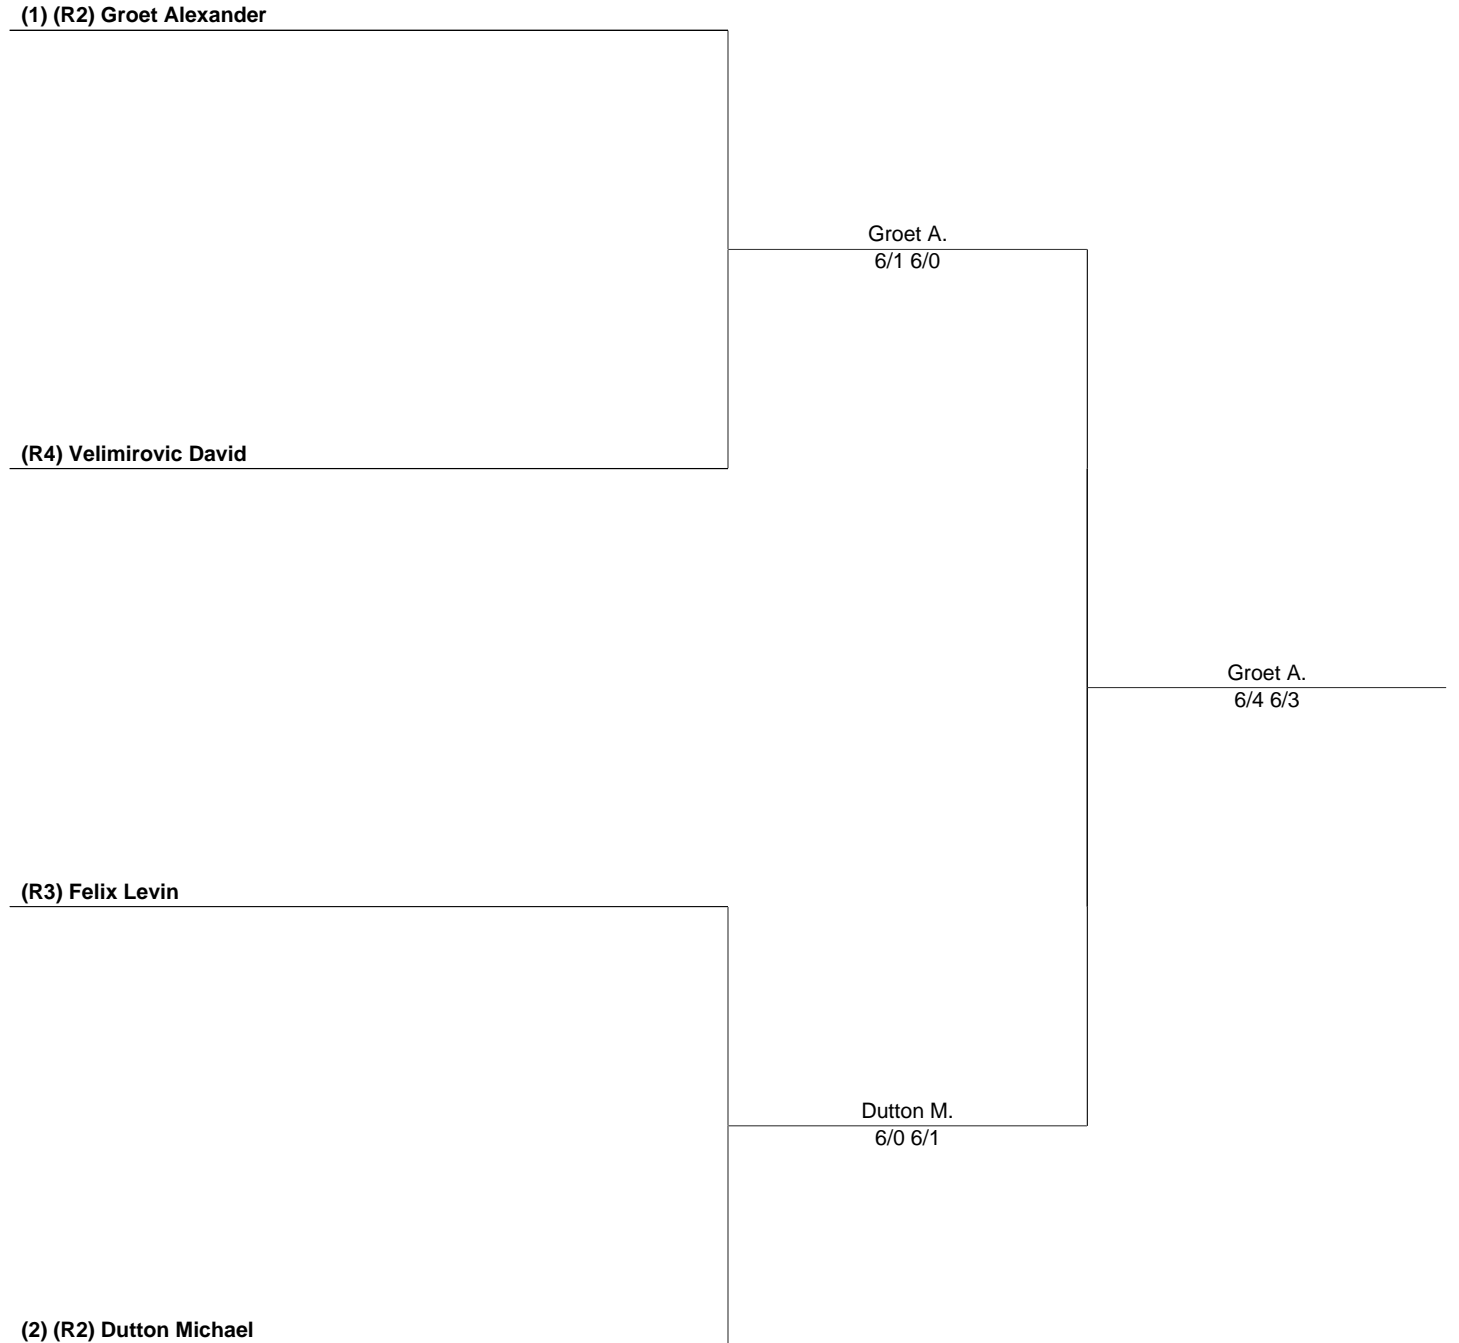 (1) (R2) Groet Alexander
Groet A.
6/1 6/0
(R4) Velimirovic David
Groet A.
6/4 6/3
(R3) Felix Levin
Dutton M.
6/0 6/1
(2) (R2) Dutton Michael